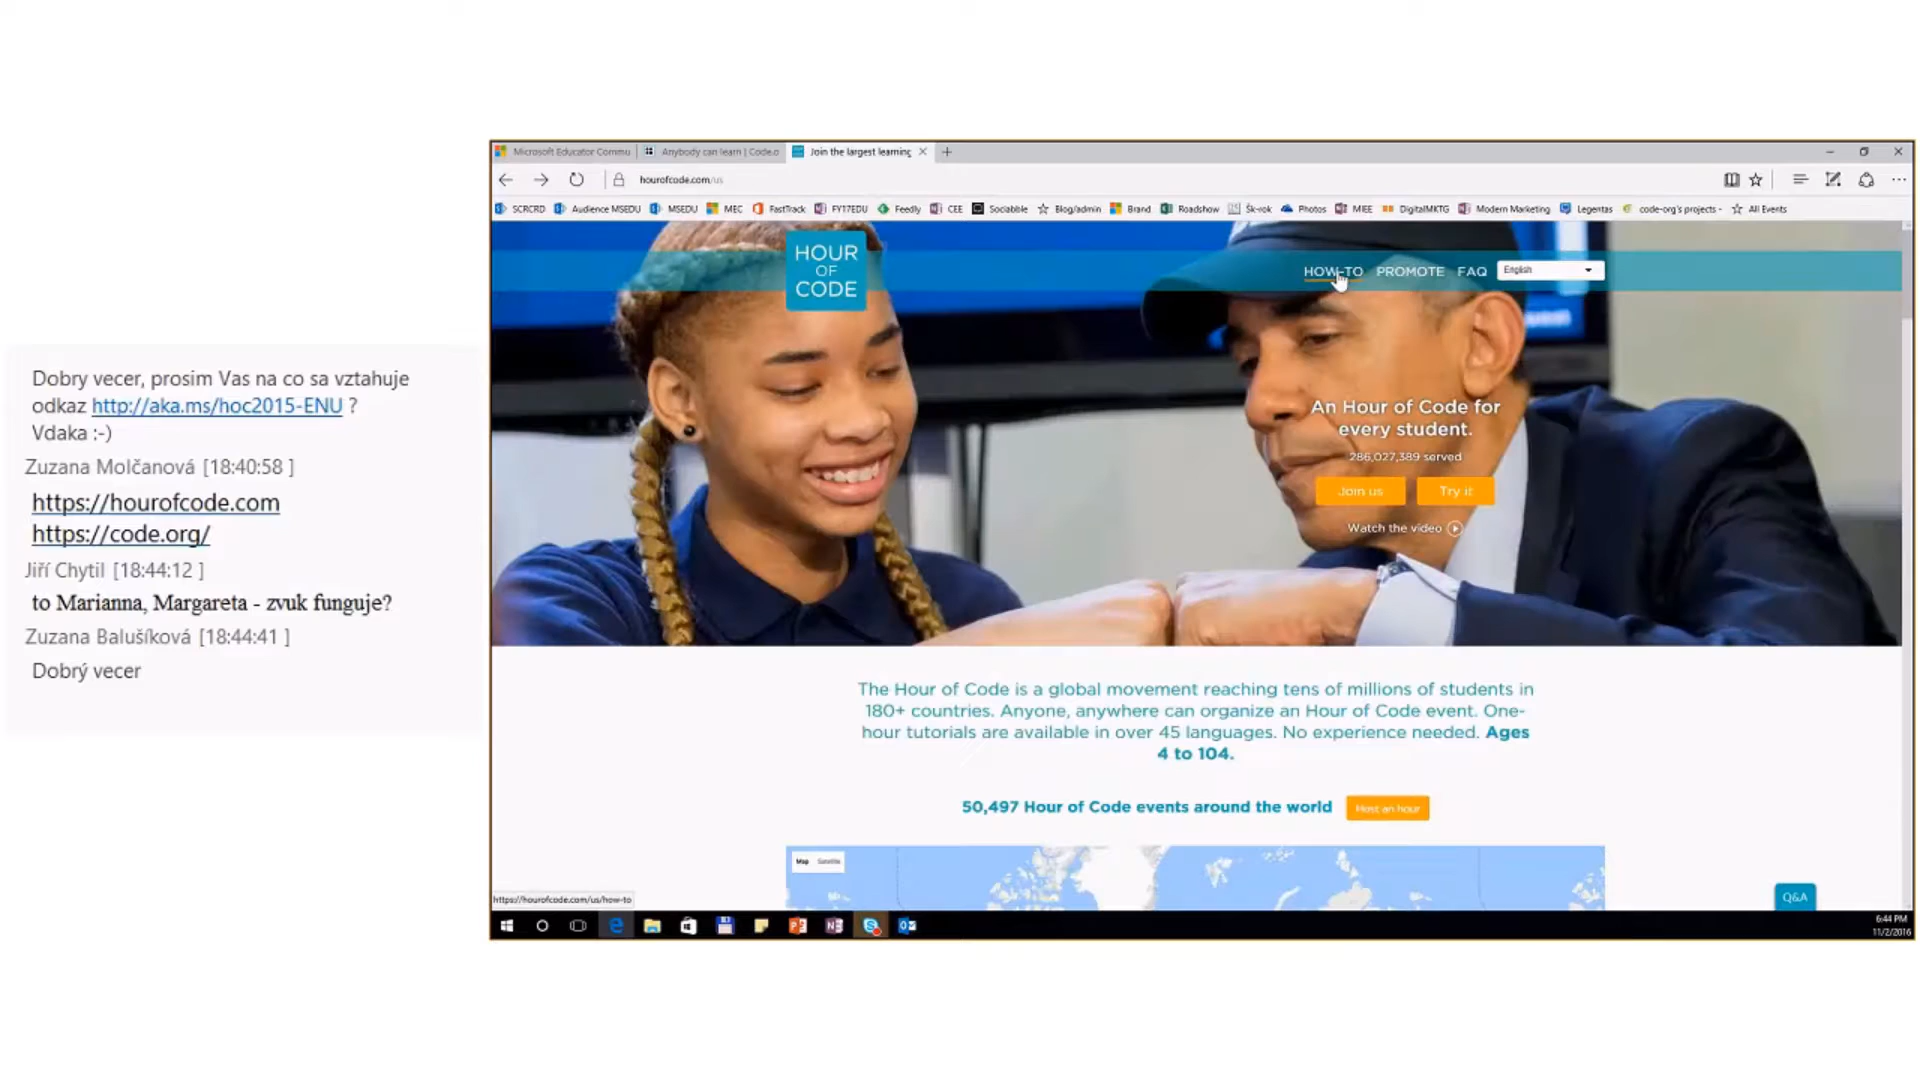 Dobry vecer, prosim Vas na co sa vztahuje
odkaz http://aka.ms/hoc2015-ENU ?
Vdaka :-)
Zuzana Molčanová [18:40:58 ]
https://hourofcode.com
https://code.org/
Jiří Chytil [18:44:12 ]
to Marianna, Margareta - zvuk funguje?
Zuzana Balušíková [18:44:41 ]
Dobrý vecer
Microsoft Educator Commu
Anybody can learn | Code.o
Join the largest learning
hourofcode.com/us
SCRCRD Audience MSEDU MSEDU MEC FastTrack FY17EDU Feedly CEE Sociabble Blog/admin Brand Roadshow Šk-rok Photos MIEE DigitalMKTG Modern Marketing Legentas code-org's projects - All Events
HOUR
OF
CODE
HOW-TO PROMOTE FAQ English
An Hour of Code for
every student.
286,027,389 served
Join us Try it
Watch the video
The Hour of Code is a global movement reaching tens of millions of students in
180+ countries. Anyone, anywhere can organize an Hour of Code event. One-
hour tutorials are available in over 45 languages. No experience needed. Ages
4 to 104.
50,497 Hour of Code events around the world Host an hour
Map Satellite
https://hourofcode.com/us/how-to
Q&A
6:44 PM
11/2/2016